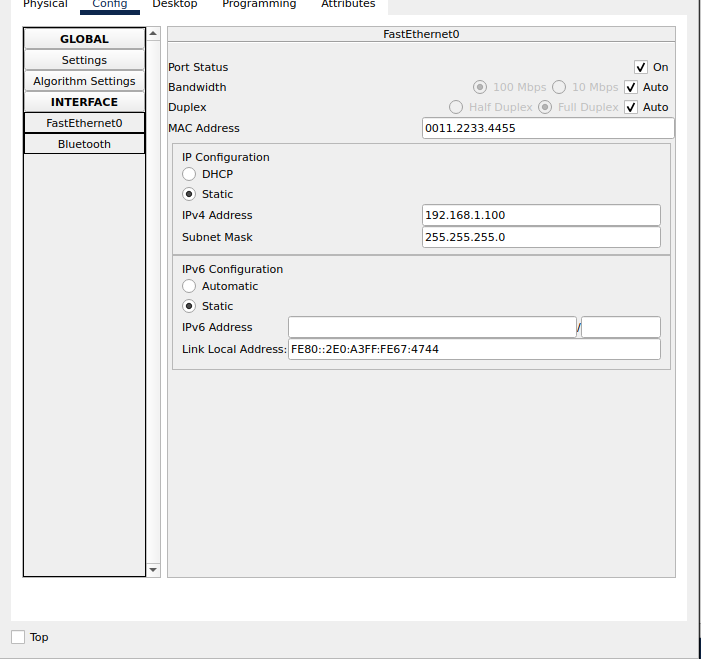 Physical Config Desktop Programming Attributes
GLOBAL
Settings
Algorithm Settings
INTERFACE
FastEthernet0
Bluetooth
FastEthernet0
Port Status On
Bandwidth 100 Mbps 10 Mbps Auto
Duplex Half Duplex Full Duplex Auto
MAC Address 0011.2233.4455
IP Configuration
DHCP
Static
IPv4 Address 192.168.1.100
Subnet Mask 255.255.255.0
IPv6 Configuration
Automatic
Static
IPv6 Address /
Link Local Address: FE80::2E0:A3FF:FE67:4744
Top